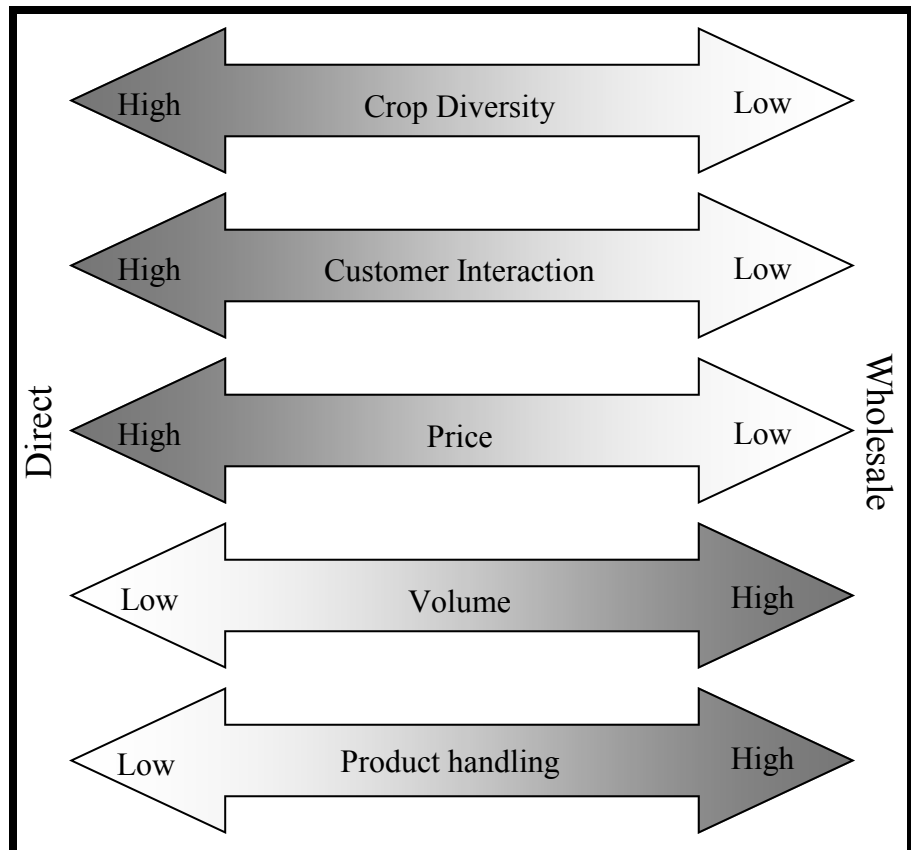 High Crop Diversity Low
High Customer Interaction Low
Direct
High Price Low
Wholesale
Low Volume High
Low Product handling High